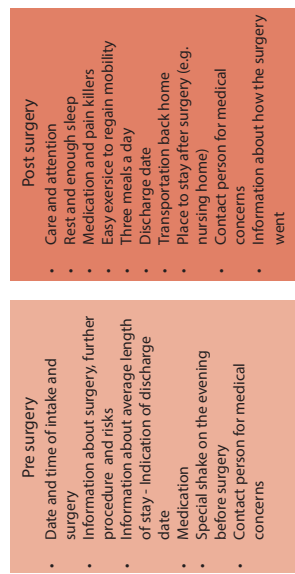 Pre surgery
• Date and time of intake and
surgery
• Information about surgery, further
procedure and risks
• Information about average length
of stay - Indication of discharge
date
• Medication
• Special shake on the evening
before surgery
• Contact person for medical
concerns
Post surgery
• Care and attention
• Rest and enough sleep
• Medication and pain killers
• Easy exersice to regain mobility
• Three meals a day
• Discharge date
• Transportation back home
• Place to stay after surgery (e.g.
nursing home)
• Contact person for medical
concerns
• Information about how the surgery
went